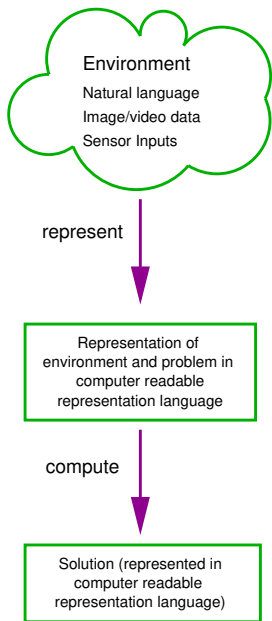 Environment
Natural language
Image/video data
Sensor Inputs
represent
Representation of
environment and problem in
computer readable
representation language
compute
Solution (represented in
computer readable
representation language)